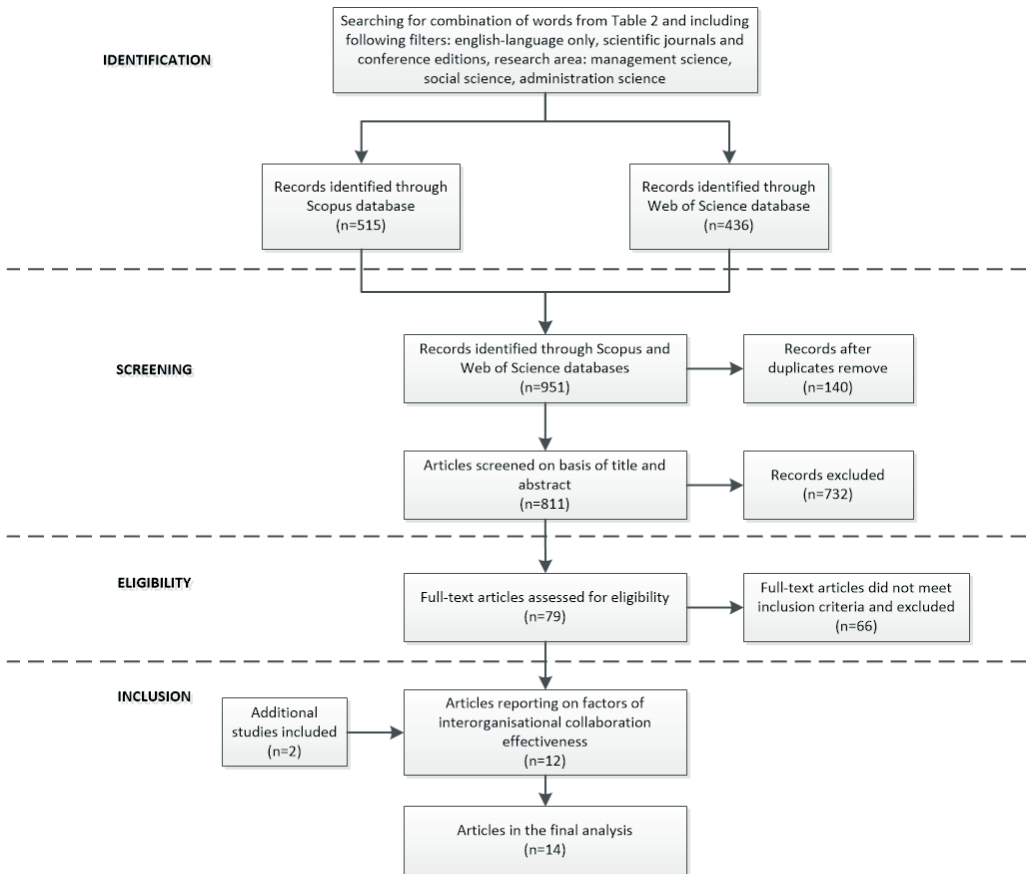 IDENTIFICATION
Searching for combination of words from Table 2 and including
following filters: english-language only, scientific journals and
conference editions, research area: management science,
social science, administration science
Records identified through
Scopus database
(n=515)
Records identified through
Web of Science database
(n=436)
SCREENING
Records identified through Scopus and
Web of Science databases
(n=951)
Records after
duplicates remove
(n=140)
Articles screened on basis of title and
abstract
(n=811)
Records excluded
(n=732)
ELIGIBILITY
Full-text articles assessed for eligibility
(n=79)
Full-text articles did not meet
inclusion criteria and excluded
(n=66)
INCLUSION
Additional
studies included
(n=2)
Articles reporting on factors of
interorganisational collaboration
effectiveness
(n=12)
Articles in the final analysis
(n=14)